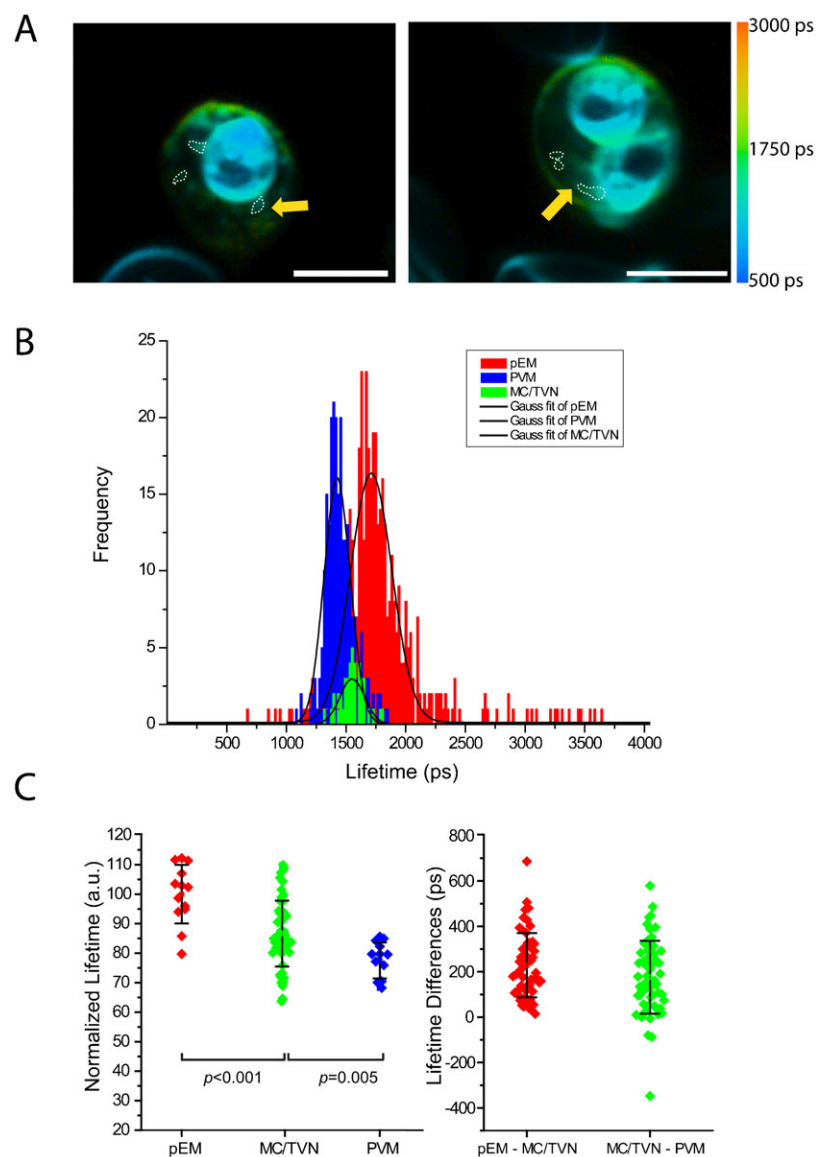 A
3000 ps
1750 ps
500 ps
B
25
20
15
10
5
0
Frequency
pEM
PVM
MC/TVN
Gauss fit of pEM
Gauss fit of PVM
Gauss fit of MC/TVN
500 1000 1500 2000 2500 3000 3500 4000
Lifetime (ps)
C
120
110
100
90
80
70
60
50
40
30
20
Normalized Lifetime (a.u.)
p<0.001
p=0.005
pEM MC/TVN PVM
800
600
400
200
0
-200
-400
-500
Lifetime Differences (ps)
pEM - MC/TVN MC/TVN - PVM